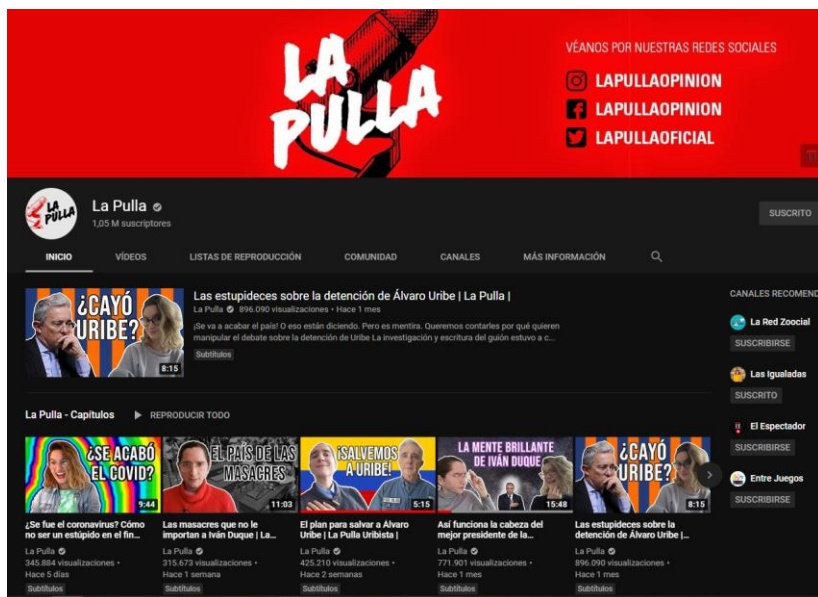 LA
PULLA
VÉANOS POR NUESTRAS REDES SOCIALES
LAPULLAOPINION
LAPULLAOPINION
LAPULLAOFICIAL
LA
PULLA
La Pulla
1,05 M suscriptores
SUSCRITO
INICIO VÍDEOS LISTAS DE REPRODUCCIÓN COMUNIDAD CANALES MÁS INFORMACIÓN
¿CAYÓ
URIBE?
8:15
Las estupideces sobre la detención de Álvaro Uribe | La Pulla |
La Pulla 896.090 visualizaciones • Hace 1 mes
¡Se va a acabar el país! O eso están diciendo. Pero es mentira. Queremos contarles por qué quieren
manipular el debate sobre la detención de Uribe La investigación y escritura del guión estuvo a c...
Subtítulos
CANALES RECOMEND
La Red Zoocial
SUSCRIBIRSE
Las Igualadas
SUSCRITO
El Espectador
SUSCRIBIRSE
Entre Juegos
SUSCRIBIRSE
La Pulla - Capítulos REPRODUCIR TODO
¿SE ACABÓ
EL COVID?
9:44
EL PAÍS DE LAS
MASACRES
11:03
¡SALVEMOS
A URIBE!
5:15
LA MENTE BRILLANTE
DE IVÁN DUQUE
15:48
¿CAYÓ
URIBE?
8:15
¿Se fue el coronavirus? Cómo
no ser un estúpido en el fin...
La Pulla
345.884 visualizaciones •
Hace 5 días
Subtítulos
Las masacres que no le
importan a Iván Duque | La...
La Pulla
315.673 visualizaciones •
Hace 1 semana
Subtítulos
El plan para salvar a Álvaro
Uribe | La Pulla Uribista |
La Pulla
425.210 visualizaciones •
Hace 2 semanas
Subtítulos
Así funciona la cabeza del
mejor presidente de la...
La Pulla
771.901 visualizaciones •
Hace 1 mes
Subtítulos
Las estupideces sobre la
detención de Álvaro Uribe |...
La Pulla
896.090 visualizaciones •
Hace 1 mes
Subtítulos